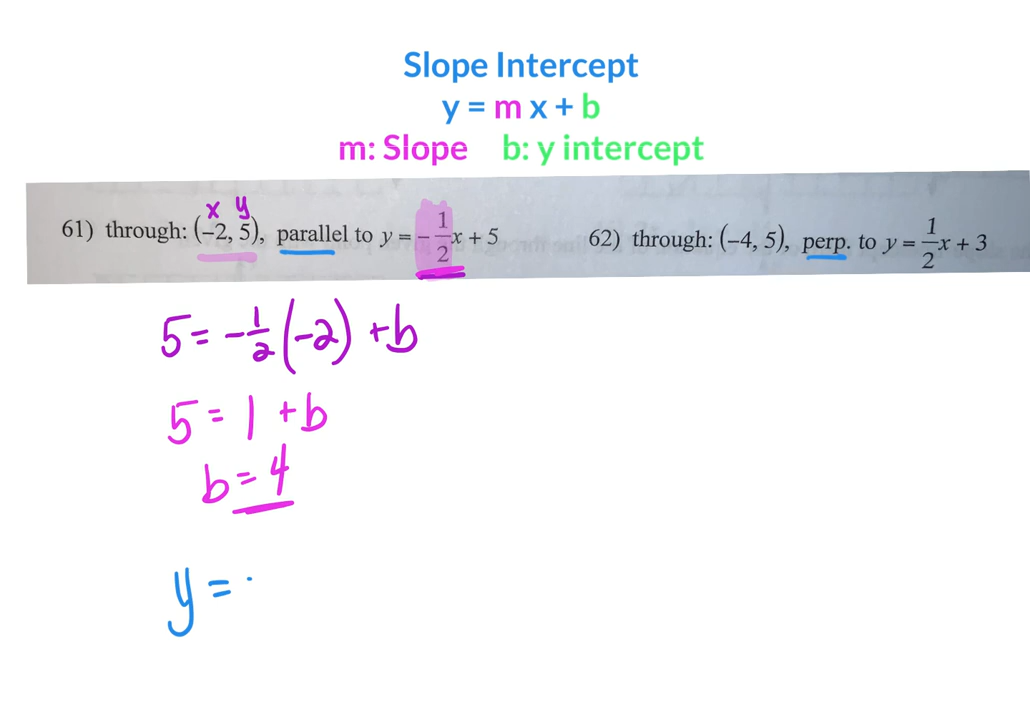 Slope Intercept
y = m x + b
m: Slope b: y intercept
x y
61) through: (−2, 5), parallel to y = −1/2x + 5
62) through: (−4, 5), perp. to y = 1/2x + 3
5 = -1/2(-2) + b
5 = 1 + b
b = 4
y =